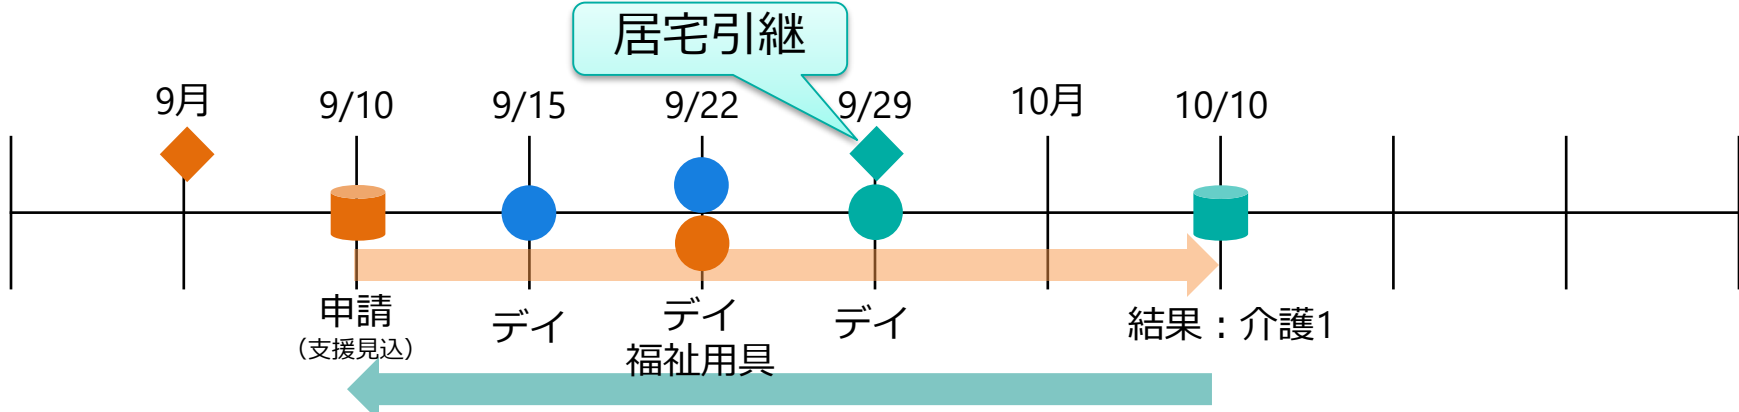 居宅引継
9月
9/10
9/15
9/22
9/29
10月
10/10
申請
（支援見込）
デイ
デイ
福祉用具
デイ
結果：介護1